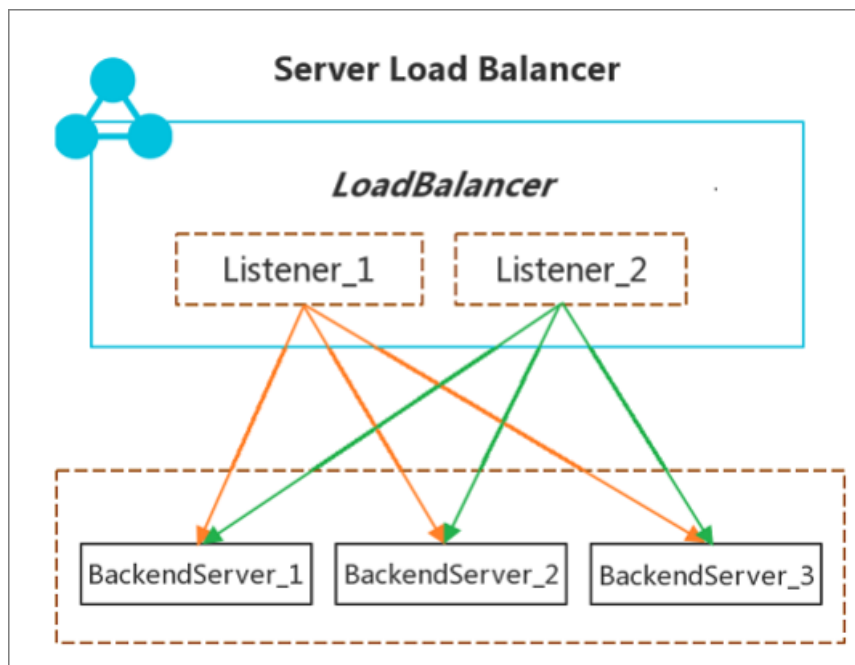 Server Load Balancer
LoadBalancer
Listener_1 Listener_2
BackendServer_1 BackendServer_2 BackendServer_3